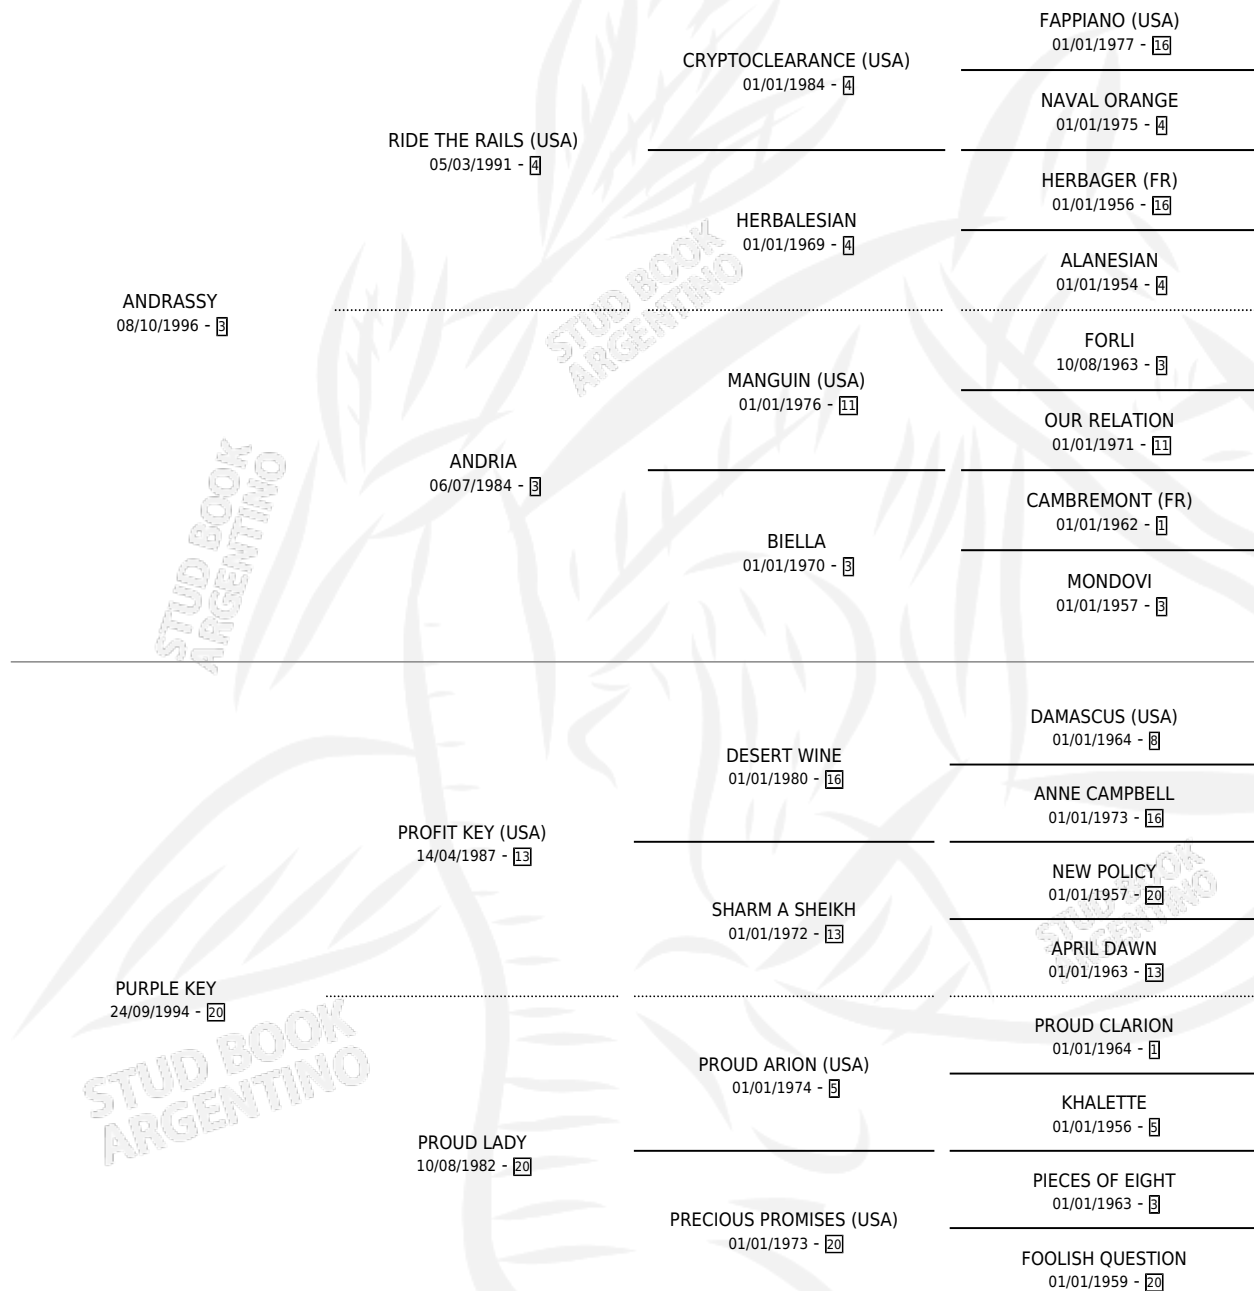 FAPPIANO (USA)
01/01/1977 - 16
CRYPTOCLEARANCE (USA)
01/01/1984 - 4
NAVAL ORANGE
01/01/1975 - 4
RIDE THE RAILS (USA)
05/03/1991 - 4
HERBAGER (FR)
01/01/1956 - 16
HERBALESIAN
01/01/1969 - 4
ALANESIAN
01/01/1954 - 4
ANDRASSY
08/10/1996 - 3
FORLI
10/08/1963 - 3
MANGUIN (USA)
01/01/1976 - 11
OUR RELATION
01/01/1971 - 11
ANDRIA
06/07/1984 - 3
CAMBREMONT (FR)
01/01/1962 - 1
BIELLA
01/01/1970 - 3
MONDOVI
01/01/1957 - 3
DAMASCUS (USA)
01/01/1964 - 8
DESERT WINE
01/01/1980 - 16
ANNE CAMPBELL
01/01/1973 - 16
PROFIT KEY (USA)
14/04/1987 - 13
NEW POLICY
01/01/1957 - 20
SHARM A SHEIKH
01/01/1972 - 13
APRIL DAWN
01/01/1963 - 13
PURPLE KEY
24/09/1994 - 20
PROUD CLARION
01/01/1964 - 1
PROUD ARION (USA)
01/01/1974 - 5
KHALETTE
01/01/1956 - 5
PROUD LADY
10/08/1982 - 20
PIECES OF EIGHT
01/01/1963 - 3
PRECIOUS PROMISES (USA)
01/01/1973 - 20
FOOLISH QUESTION
01/01/1959 - 20
STUD BOOK
ARGENTINO
STUD BOOK
ARGENTINO
STUD BOOK
ARGENTINO
STUD BOOK
ARGENTINO